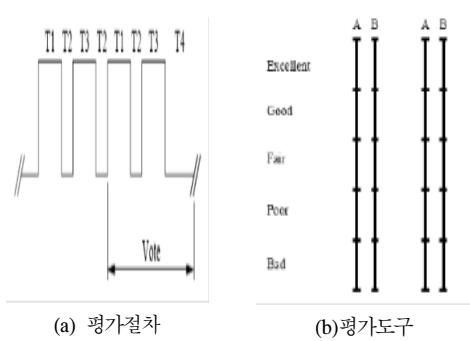 T1 T2 T3 T2 T1 T2 T3 T4
Vote
(a) 평가절차
A B A B
Excellent
Good
Fair
Poor
Bad
(b)평가도구